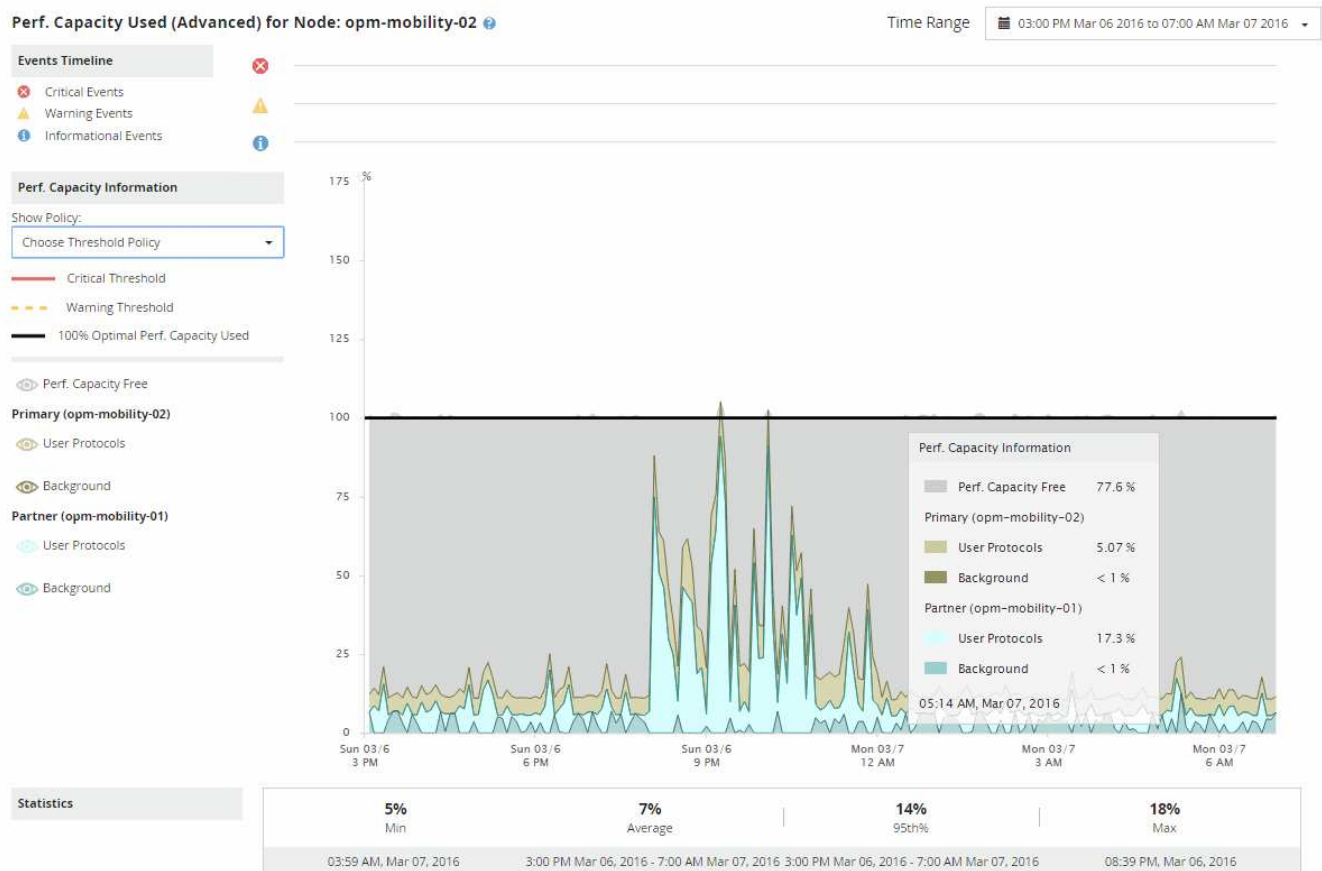 Perf. Capacity Used (Advanced) for Node: opm-mobility-02 ?
Time Range 03:00 PM Mar 06 2016 to 07:00 AM Mar 07 2016
Events Timeline
Critical Events
Warning Events
Informational Events
Perf. Capacity Information
Show Policy:
Choose Threshold Policy
Critical Threshold
Warning Threshold
100% Optimal Perf. Capacity Used
Perf. Capacity Free
Primary (opm-mobility-02)
User Protocols
Background
Partner (opm-mobility-01)
User Protocols
Background
175 %
150
125
100
75
50
25
0
Sun 03/6 Sun 03/6 Sun 03/6 Mon 03/7 Mon 03/7 Mon 03/7
3 PM 6 PM 9 PM 12 AM 3 AM 6 AM
Perf. Capacity Information
Perf. Capacity Free 77.6 %
Primary (opm-mobility-02)
User Protocols 5.07 %
Background < 1 %
Partner (opm-mobility-01)
User Protocols 17.3 %
Background < 1 %
05:14 AM, Mar 07, 2016
Statistics
5% 7% 14% 18%
Min Average 95th% Max
03:59 AM, Mar 07, 2016 3:00 PM Mar 06, 2016 - 7:00 AM Mar 07, 2016 3:00 PM Mar 06, 2016 - 7:00 AM Mar 07, 2016 08:39 PM, Mar 06, 2016